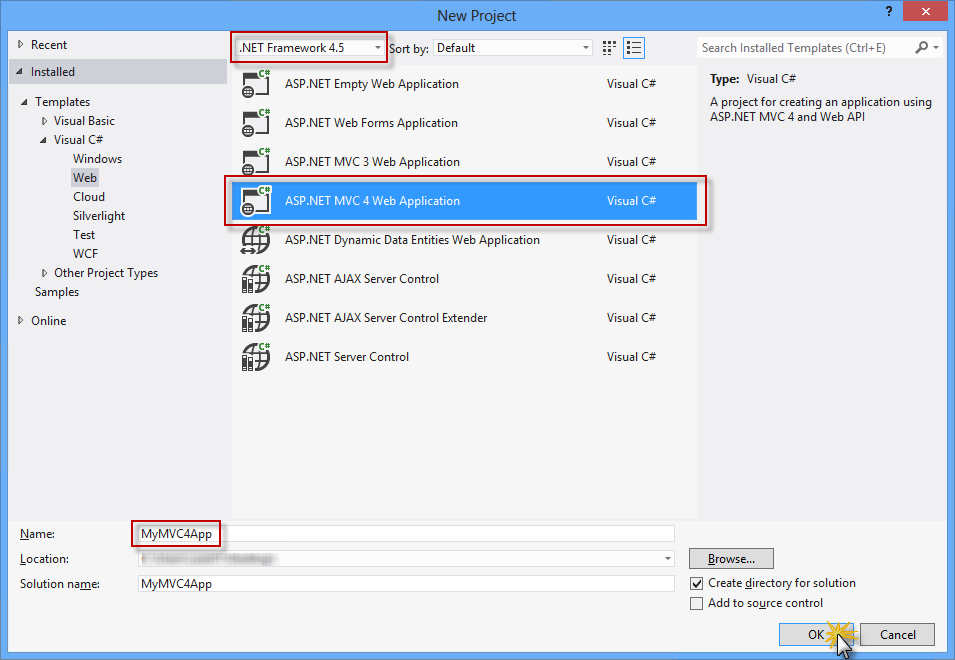 New Project
?
Recent
Installed
Templates
Visual Basic
Visual C#
Windows
Web
Cloud
Silverlight
Test
WCF
Other Project Types
Samples
Online
.NET Framework 4.5
Sort by: Default
C# ASP.NET Empty Web Application Visual C#
C# ASP.NET Web Forms Application Visual C#
C# ASP.NET MVC 3 Web Application Visual C#
C# ASP.NET MVC 4 Web Application Visual C#
C# ASP.NET Dynamic Data Entities Web Application Visual C#
C# ASP.NET AJAX Server Control Visual C#
C# ASP.NET AJAX Server Control Extender Visual C#
C# ASP.NET Server Control Visual C#
Search Installed Templates (Ctrl+E)
Type: Visual C#
A project for creating an application using
ASP.NET MVC 4 and Web API
Name: MyMVC4App
Location:
Browse...
Solution name: MyMVC4App
Create directory for solution
Add to source control
OK
Cancel